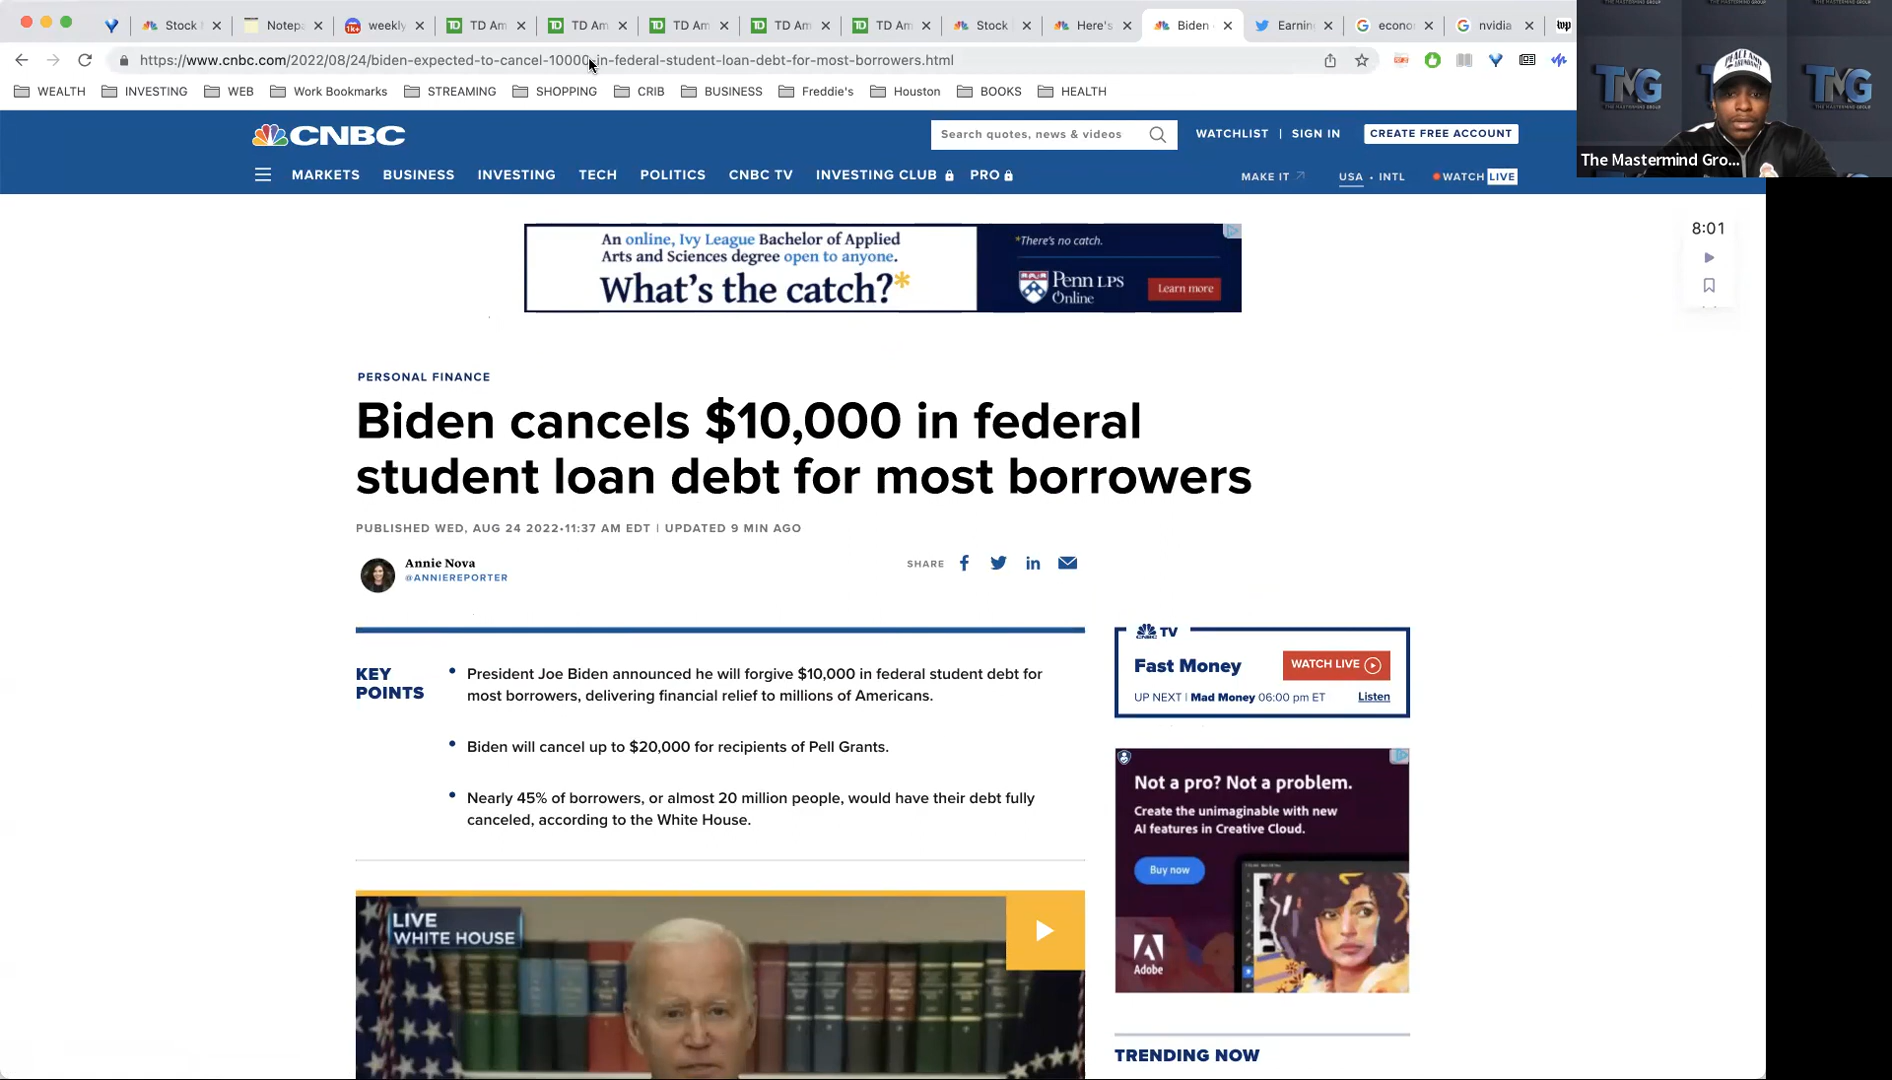 Stock
Notep
weekly
TD Am
TD Am
TD Am
TD Am
TD Am
Stock
Here's
Biden
Earnin
econo
nvidia
wp
https://www.cnbc.com/2022/08/24/biden-expected-to-cancel-10000-in-federal-student-loan-debt-for-most-borrowers.html
WEALTH
INVESTING
WEB
Work Bookmarks
STREAMING
SHOPPING
CRIB
BUSINESS
Freddie's
Houston
BOOKS
HEALTH
TMG
TMG
PEACE AND
The Mastermind Gro...
CNBC
Search quotes, news & videos
WATCHLIST | SIGN IN
CREATE FREE ACCOUNT
MARKETS
BUSINESS
INVESTING
TECH
POLITICS
CNBC TV
INVESTING CLUB
PRO
MAKE IT
USA • INTL
WATCH LIVE
8:01
An online, Ivy League Bachelor of Applied
Arts and Sciences degree open to anyone.
What's the catch?*
*There's no catch.
Penn LPS
Online
Learn more
PERSONAL FINANCE
Biden cancels $10,000 in federal
student loan debt for most borrowers
PUBLISHED WED, AUG 24 2022•11:37 AM EDT | UPDATED 9 MIN AGO
Annie Nova
@ANNIEREPORTER
SHARE
KEY
POINTS
• President Joe Biden announced he will forgive $10,000 in federal student debt for
most borrowers, delivering financial relief to millions of Americans.
• Biden will cancel up to $20,000 for recipients of Pell Grants.
• Nearly 45% of borrowers, or almost 20 million people, would have their debt fully
canceled, according to the White House.
LIVE
WHITE HOUSE
CNBC TV
Fast Money
WATCH LIVE
UP NEXT | Mad Money 06:00 pm ET
Listen
Not a pro? Not a problem.
Create the unimaginable with new
AI features in Creative Cloud.
Buy now
Adobe
TRENDING NOW